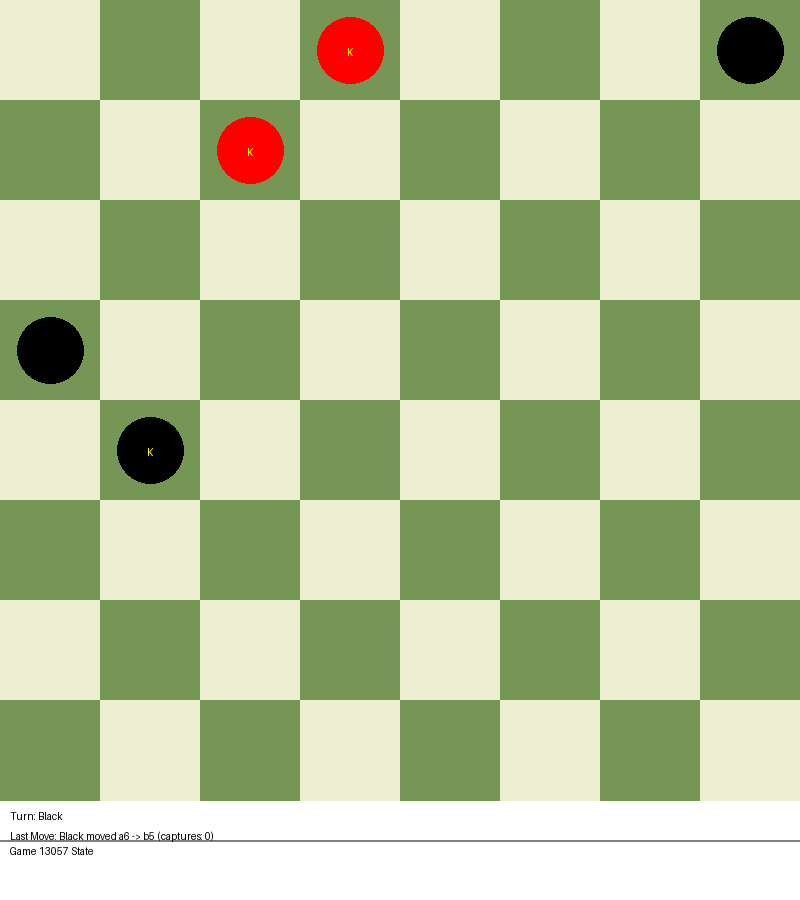 K
K
K
Turn: Black
Last Move: Black moved a6 -> b5 (captures: 0)
Game 13057 State